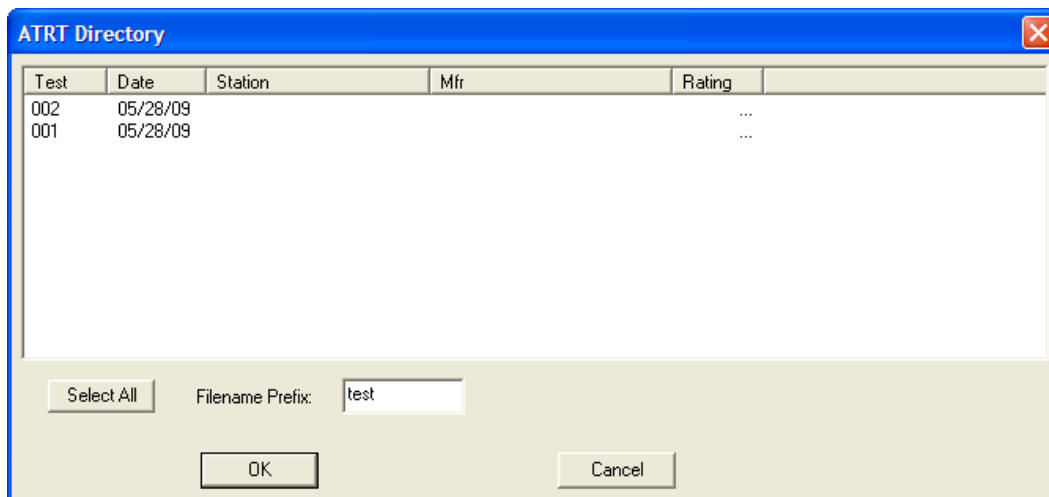 ATRT Directory
Test Date Station Mfr Rating
002 05/28/09 ...
001 05/28/09 ...
Select All Filename Prefix: test
OK Cancel